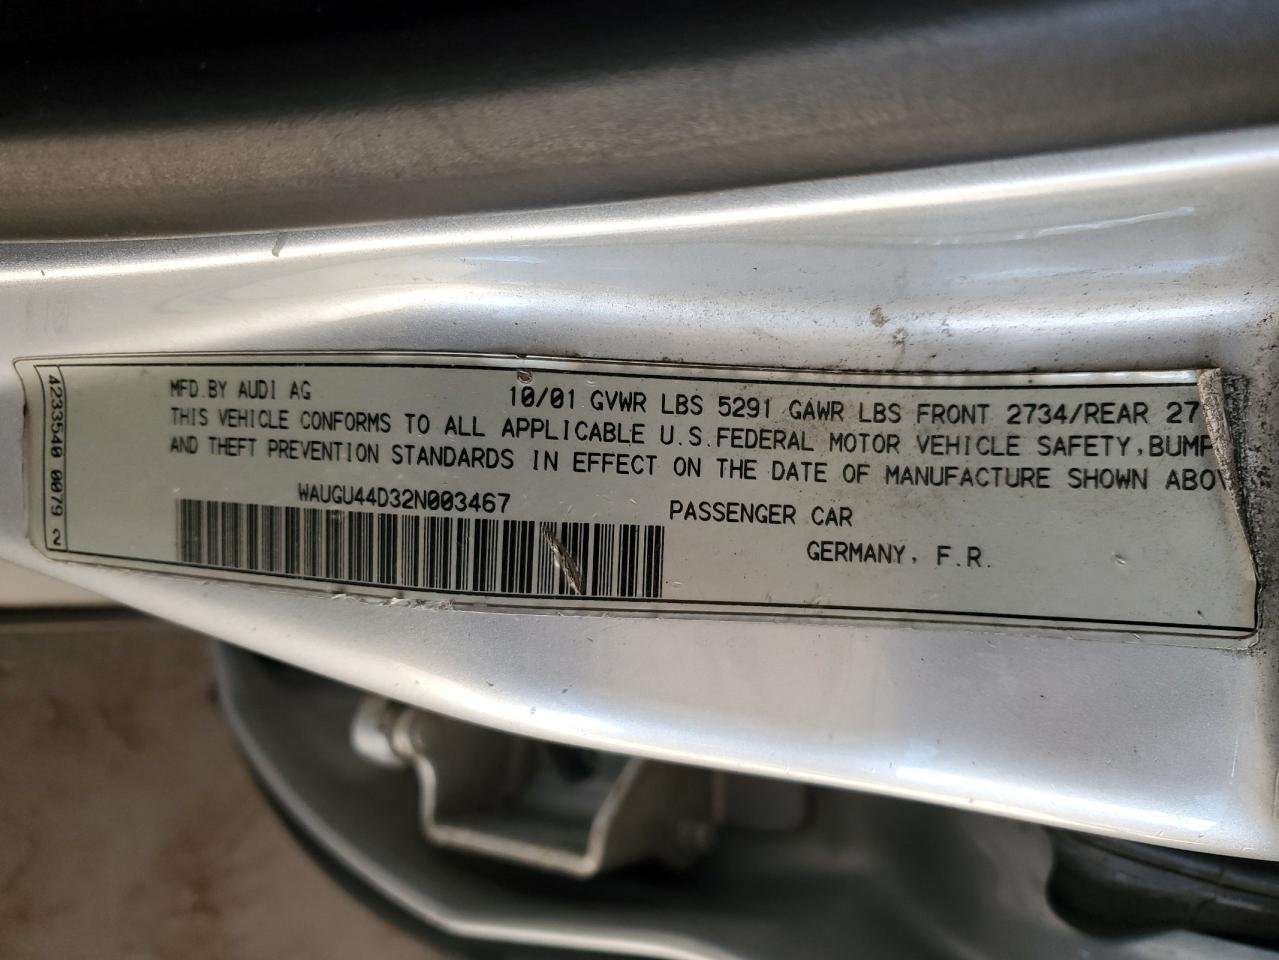 4233540 0079 2
MFD.BY AUDI AG 10/01 GVWR LBS 5291 GAWR LBS FRONT 2734/REAR 27
THIS VEHICLE CONFORMS TO ALL APPLICABLE U.S.FEDERAL MOTOR VEHICLE SAFETY,BUMP
AND THEFT PREVENTION STANDARDS IN EFFECT ON THE DATE OF MANUFACTURE SHOWN ABOV
WAUGU44D32N003467 PASSENGER CAR
GERMANY, F.R.